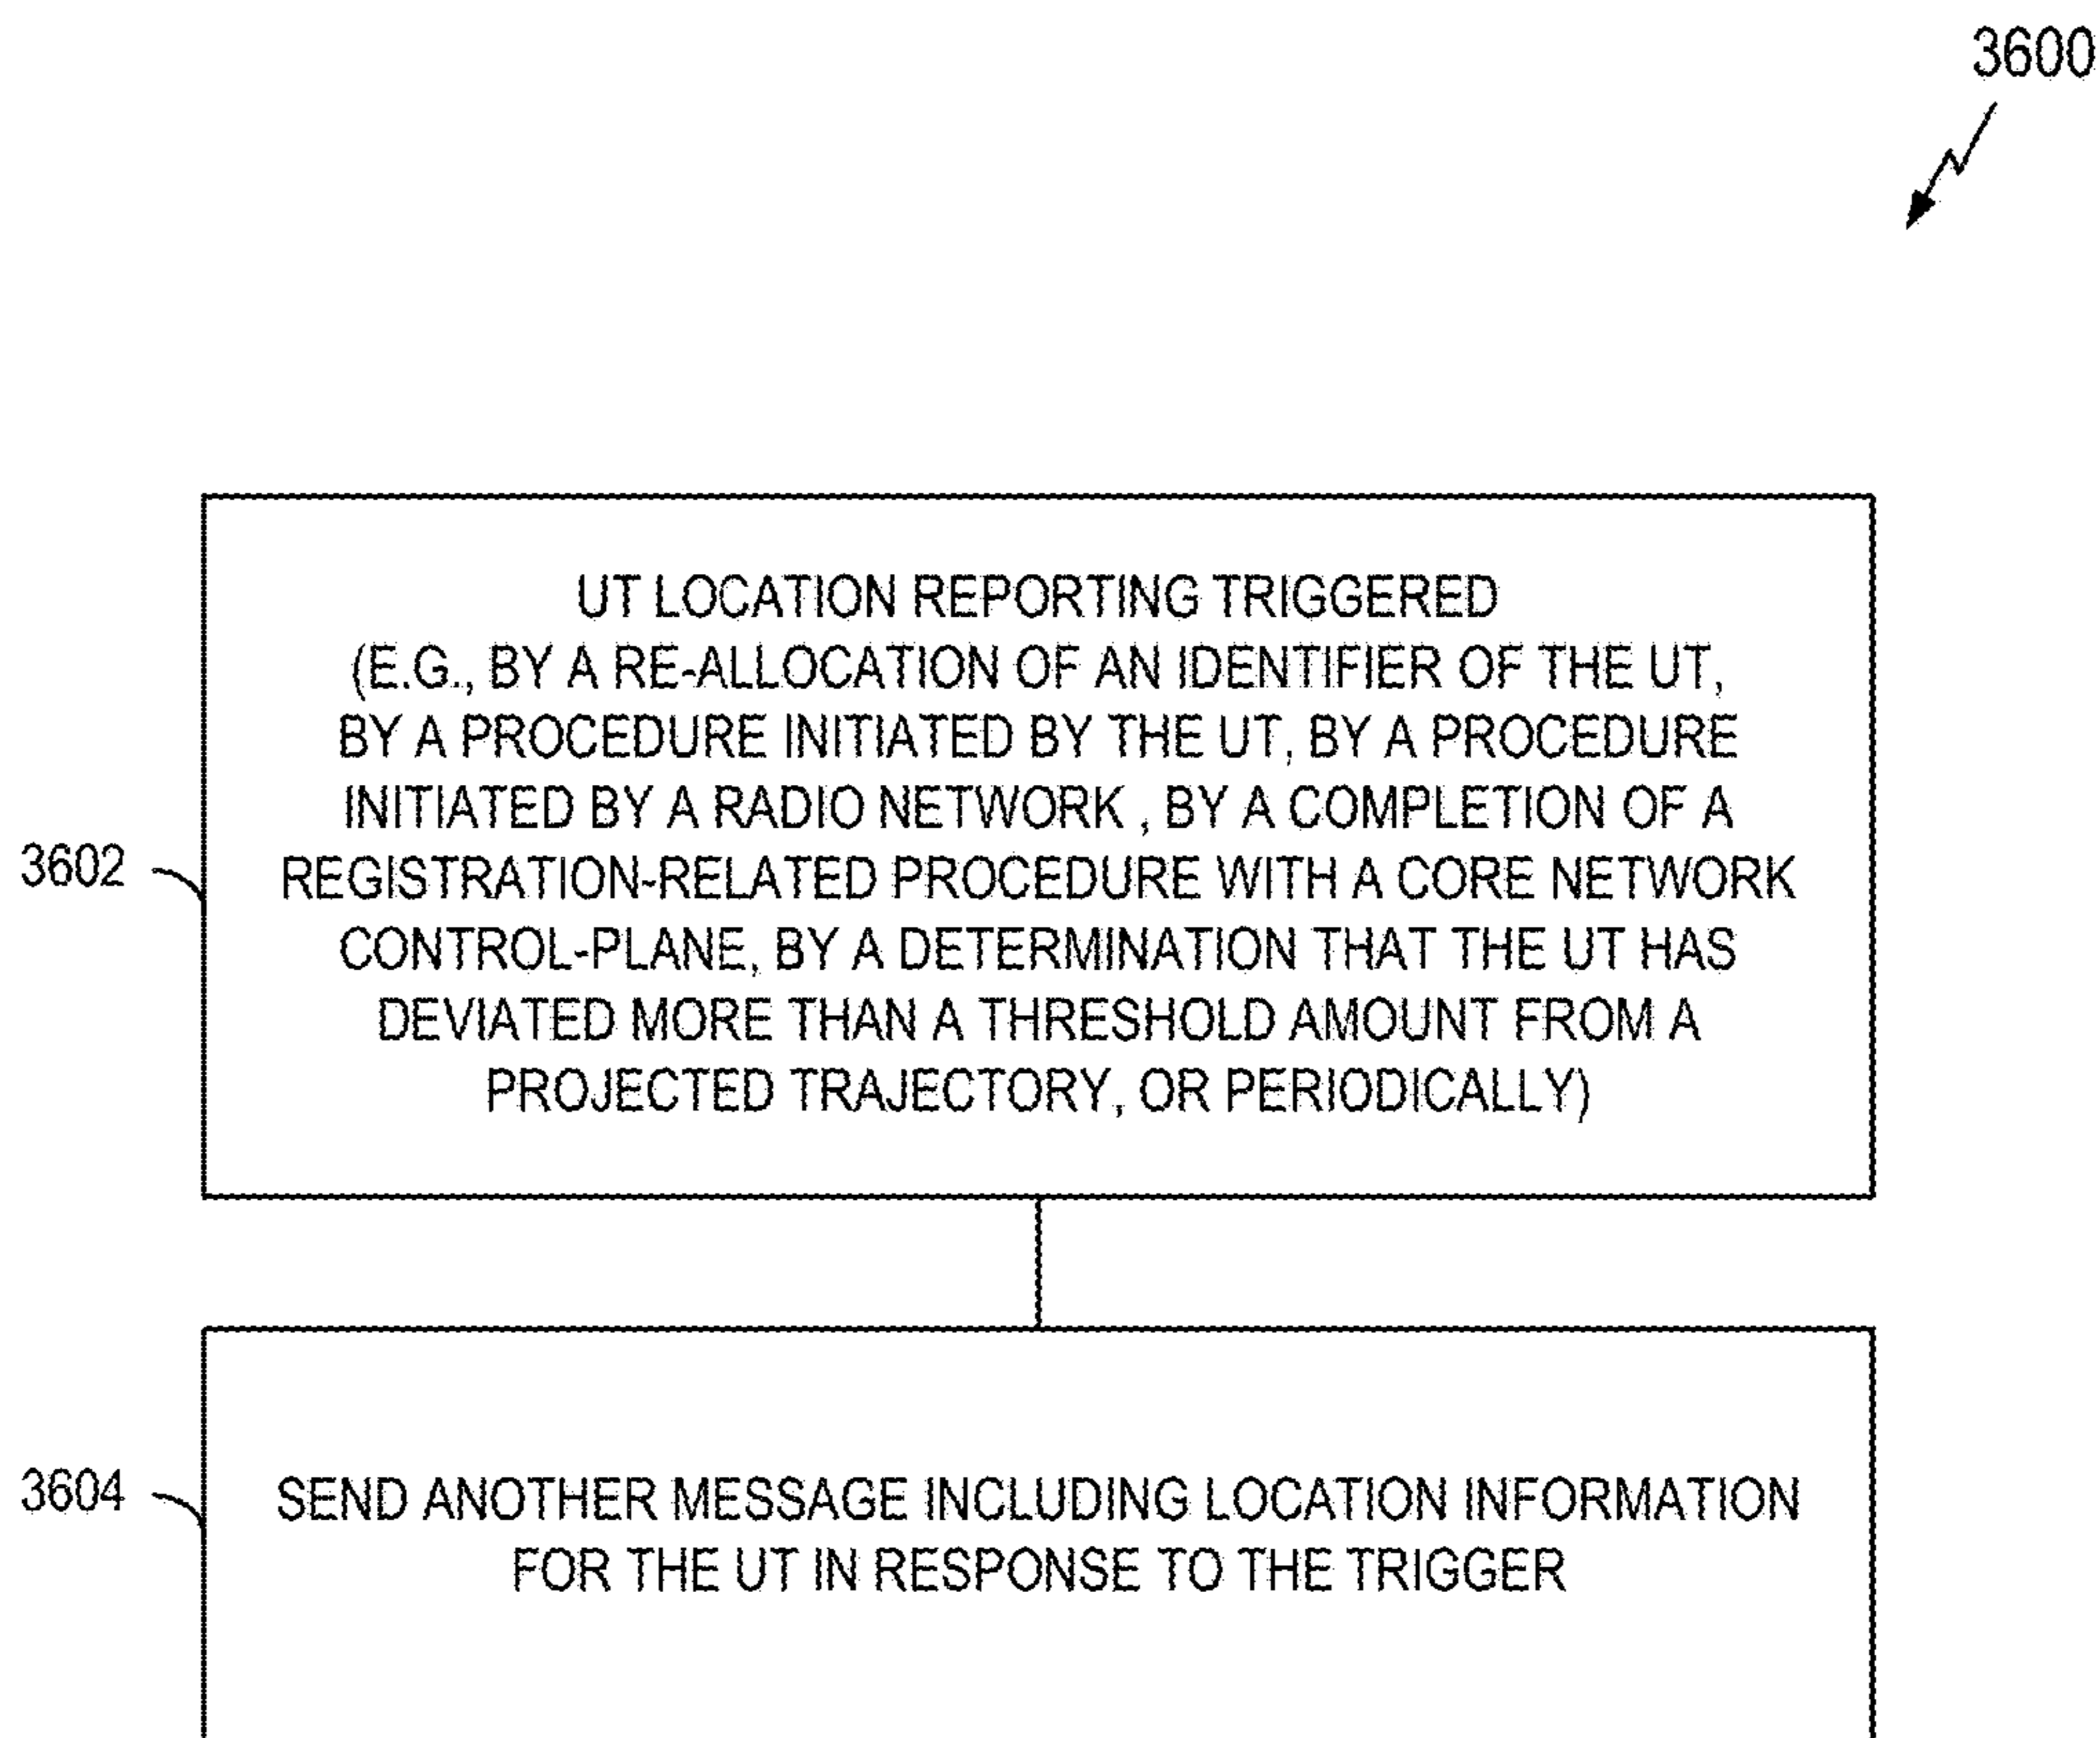 3600
UT LOCATION REPORTING TRIGGERED
(E.G., BY A RE-ALLOCATION OF AN IDENTIFIER OF THE UT,
BY A PROCEDURE INITIATED BY THE UT, BY A PROCEDURE
INITIATED BY A RADIO NETWORK , BY A COMPLETION OF A
3602
REGISTRATION-RELATED PROCEDURE WITH A CORE NETWORK
CONTROL-PLANE, BY A DETERMINATION THAT THE UT HAS
DEVIATED MORE THAN A THRESHOLD AMOUNT FROM A
PROJECTED TRAJECTORY, OR PERIODICALLY)
3604
SEND ANOTHER MESSAGE INCLUDING LOCATION INFORMATION
FOR THE UT IN RESPONSE TO THE TRIGGER